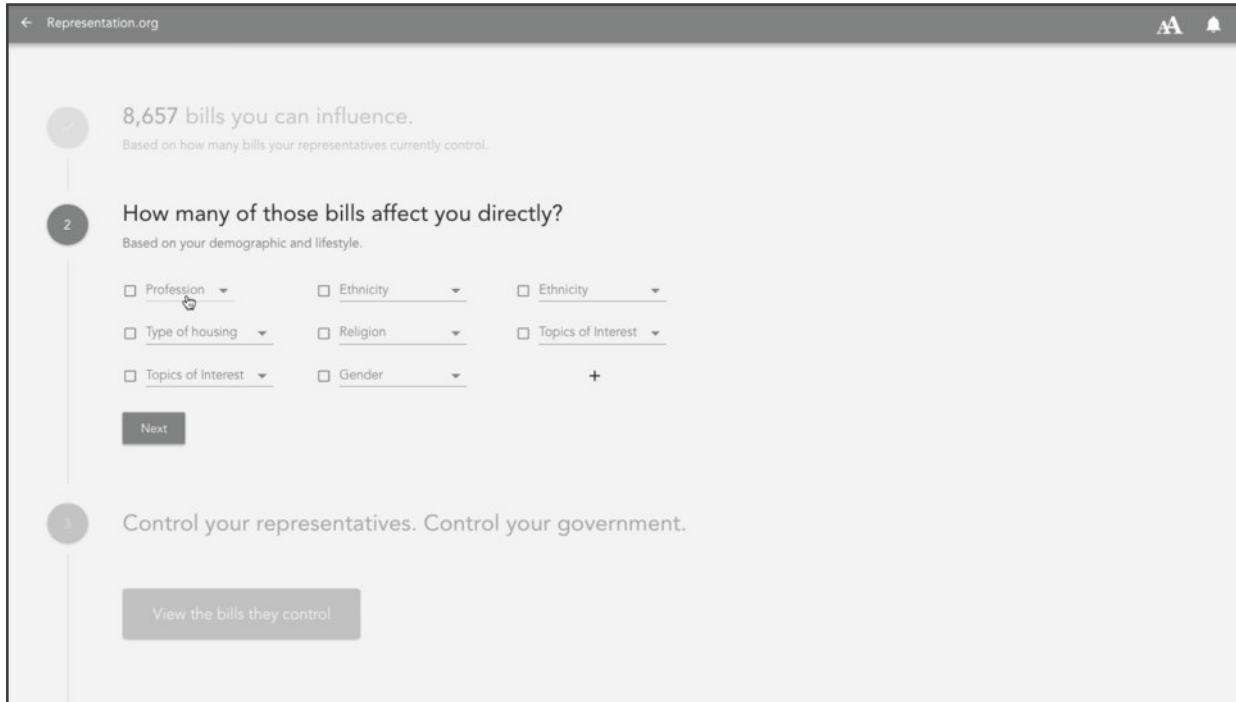 Representation.org
AA
8,657 bills you can influence.
Based on how many bills your representatives currently control.
2
How many of those bills affect you directly?
Based on your demographic and lifestyle.
Profession
Ethnicity
Ethnicity
Type of housing
Religion
Topics of Interest
Topics of Interest
Gender
+
Next
3
Control your representatives. Control your government.
View the bills they control